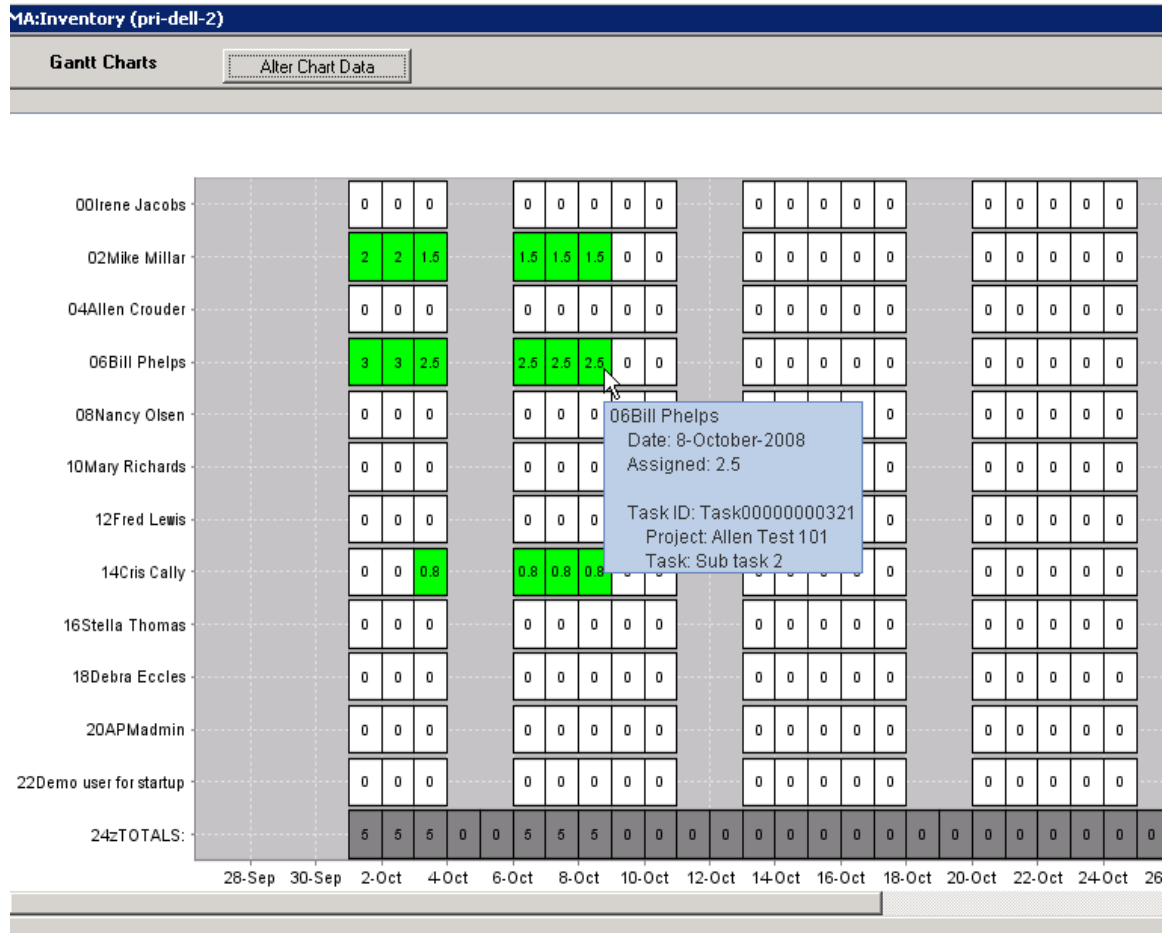 MA:Inventory (pri-dell-2)
Gantt Charts Alter Chart Data
00Irene Jacobs 0 0 0 0 0 0 0 0 0 0 0 0 0 0 0 0 0 0
02Mike Millar 2 2 1.5 1.5 1.5 1.5 0 0 0 0 0 0 0 0 0 0 0 0
04Allen Crouder 0 0 0 0 0 0 0 0 0 0 0 0 0 0 0 0 0 0
06Bill Phelps 3 3 2.5 2.5 2.5 2.5 0 0 0 0 0 0 0 0 0 0 0 0
08Nancy Olsen 0 0 0 0 0 0 0 0 0 0 0 0
06Bill Phelps
Date: 8-October-2008
Assigned: 2.5
Task ID: Task00000000321
Project: Allen Test 101
Task: Sub task 2
10Mary Richards 0 0 0 0 0 0 0 0 0 0 0 0
12Fred Lewis 0 0 0 0 0 0 0 0 0 0 0 0
14Cris Cally 0 0 0.8 0.8 0.8 0.8 0 0 0 0 0 0 0 0 0 0 0 0
16Stella Thomas 0 0 0 0 0 0 0 0 0 0 0 0 0 0 0 0 0 0
18Debra Eccles 0 0 0 0 0 0 0 0 0 0 0 0 0 0 0 0 0 0
20APMadmin 0 0 0 0 0 0 0 0 0 0 0 0 0 0 0 0 0 0
22Demo user for startup 0 0 0 0 0 0 0 0 0 0 0 0 0 0 0 0 0 0
24zTOTALS: 5 5 5 0 0 5 5 5 0 0 0 0 0 0 0 0 0 0 0 0 0 0 0 0 0
28-Sep 30-Sep 2-Oct 4-Oct 6-Oct 8-Oct 10-Oct 12-Oct 14-Oct 16-Oct 18-Oct 20-Oct 22-Oct 24-Oct 26